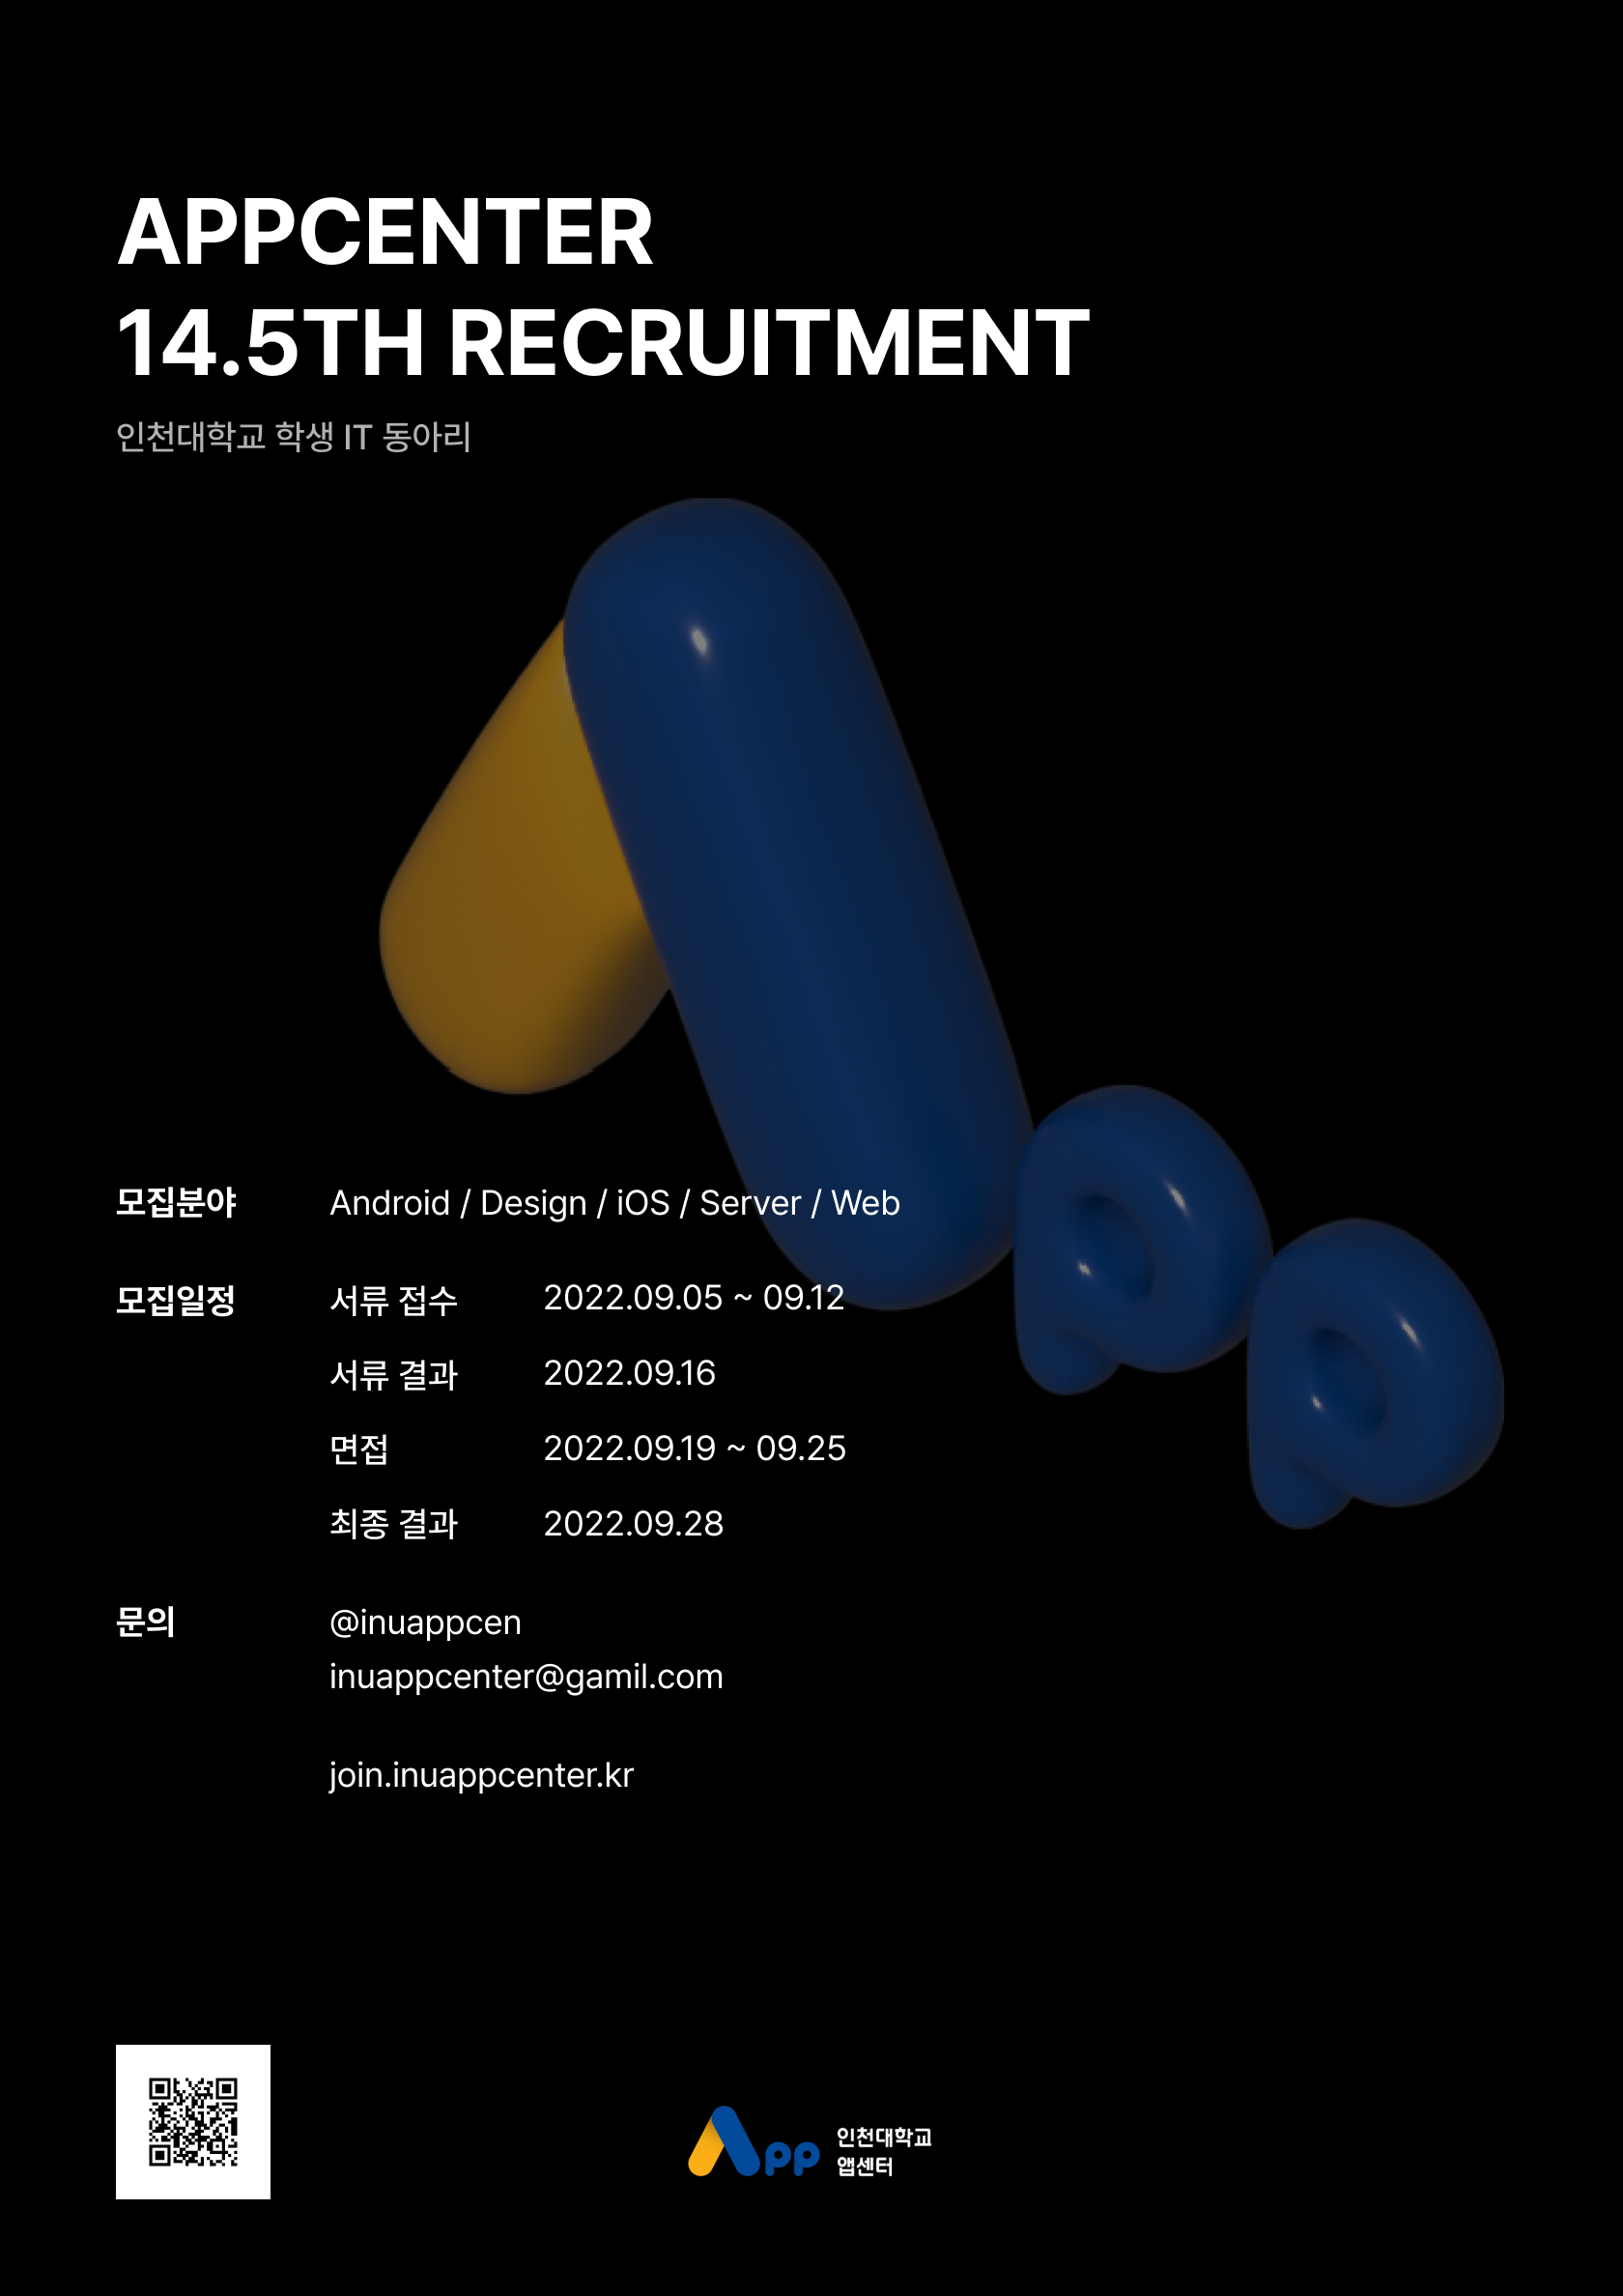 APPCENTER
14.5TH RECRUITMENT
인천대학교 학생 IT 동아리
모집분야 Android / Design / iOS / Server / Web
모집일정 서류 접수 2022.09.05 ~ 09.12
서류 결과 2022.09.16
면접 2022.09.19 ~ 09.25
최종 결과 2022.09.28
문의 @inuappcen
inuappcenter@gamil.com
join.inuappcenter.kr
App 인천대학교
앱센터